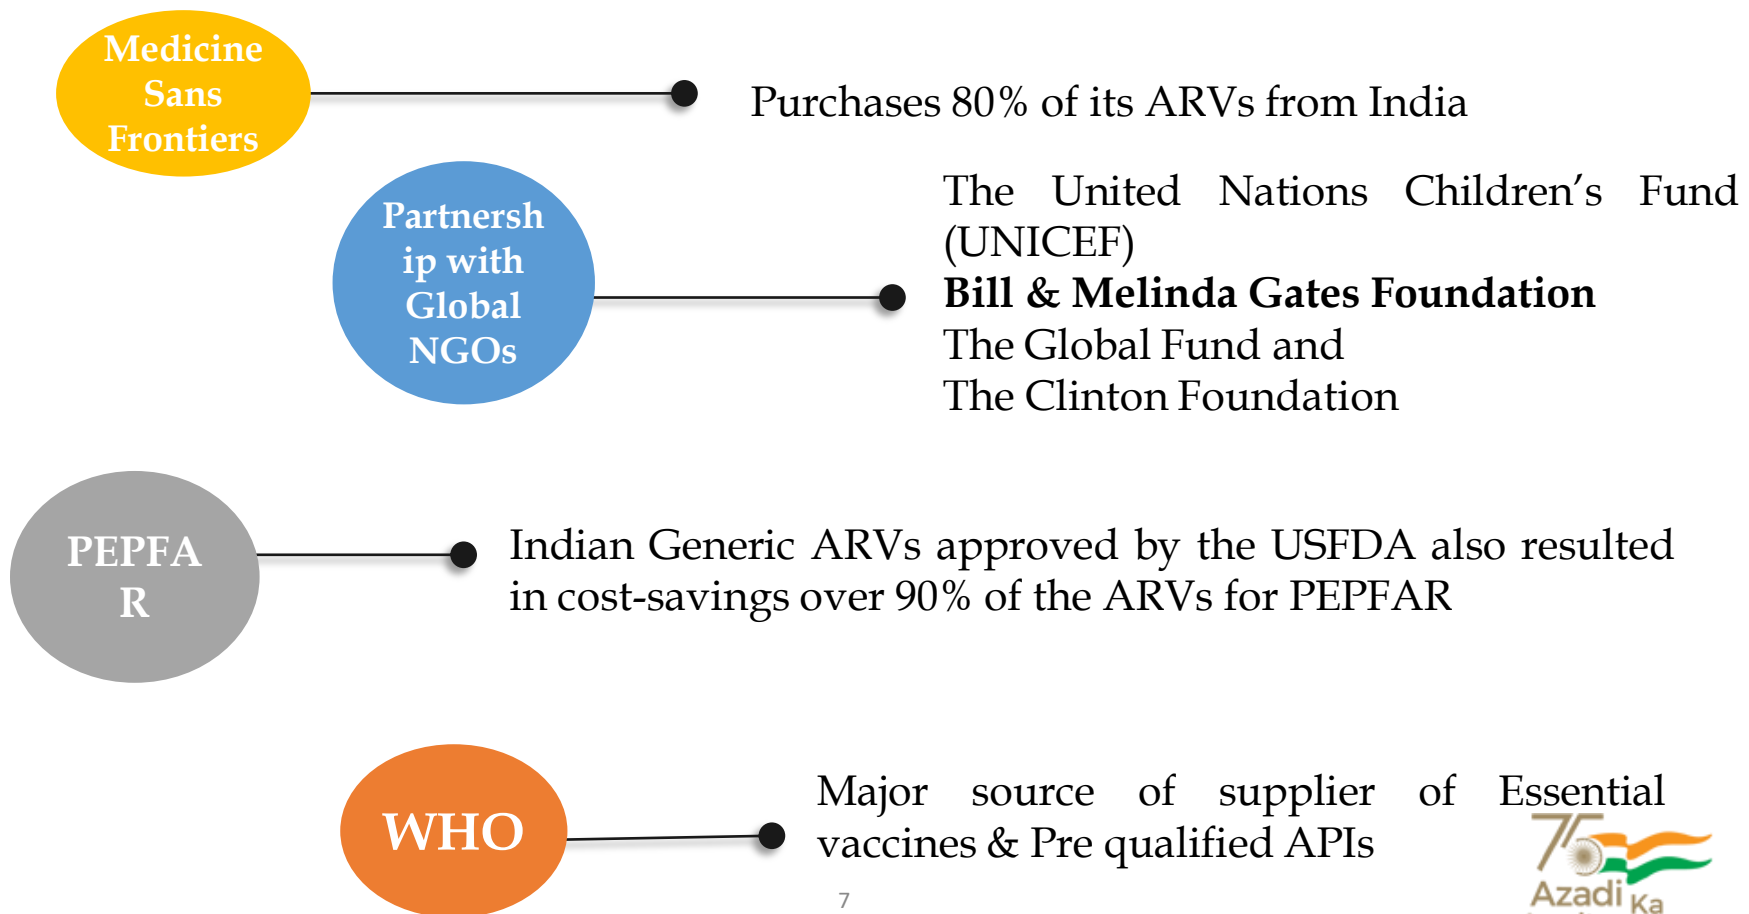 Medicine
Sans
Frontiers
Purchases 80% of its ARVs from India
Partnersh
ip with
Global
NGOs
The United Nations Children’s Fund
(UNICEF)
Bill & Melinda Gates Foundation
The Global Fund and
The Clinton Foundation
PEPFA
R
Indian Generic ARVs approved by the USFDA also resulted
in cost-savings over 90% of the ARVs for PEPFAR
WHO
Major source of supplier of Essential
vaccines & Pre qualified APIs
7
75
Azadi Ka